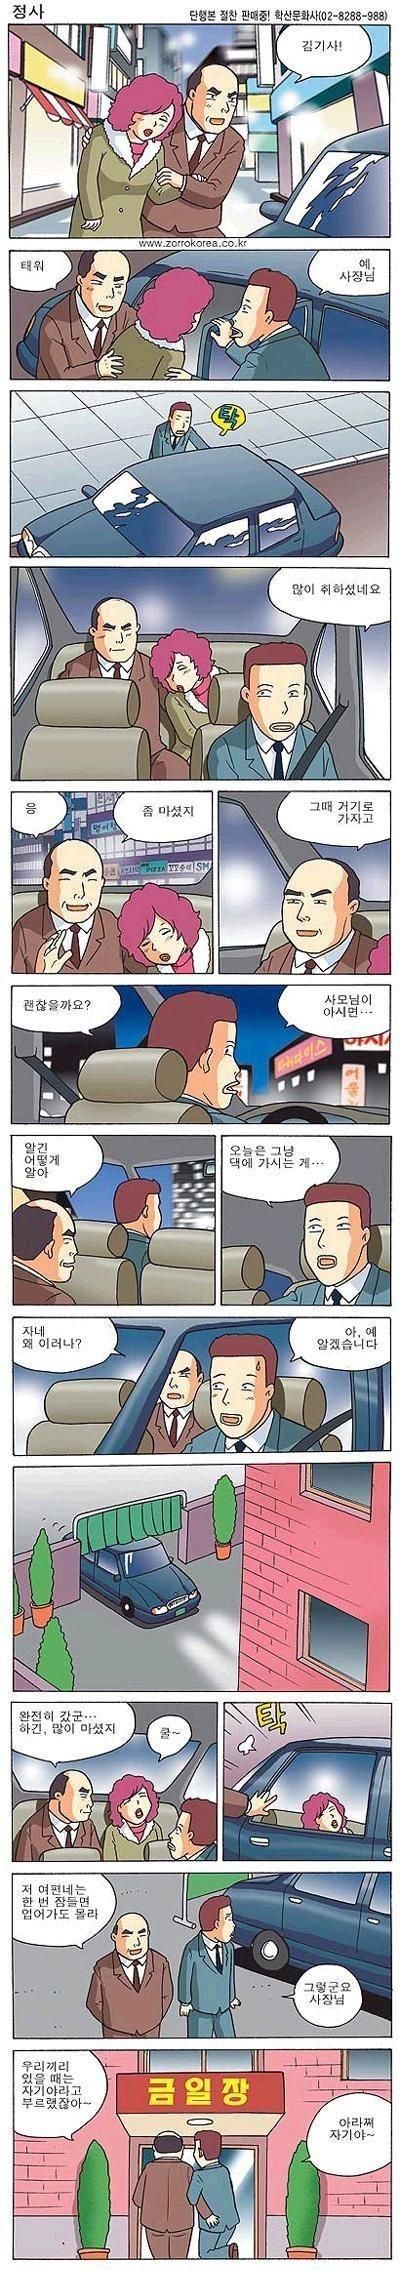 정사
단행본 절찬 판매중! 학산문화사(02-8288-988)
김기사!
www.zorrokorea.co.kr
태워
예,
사장님
탁
많이 취하셨네요
응
좀 마셨지
PIZZA
SM
그때 거기로
가자고
괜찮을까요?
사모님이
아시면…
파라다이스
알긴
어떻게
알아
오늘은 그냥
댁에 가시는 게…
자네
왜 이러나?
아, 예
알겠습니다
완전히 갔군…
하긴, 많이 마셨지
쿨~
탁
저 여편네는
한 번 잠들면
업어가도 몰라
그렇군요
사장님
우리끼리
있을 때는
자기야라고
부르랬잖아~
금일장
아라쪄
자기야~